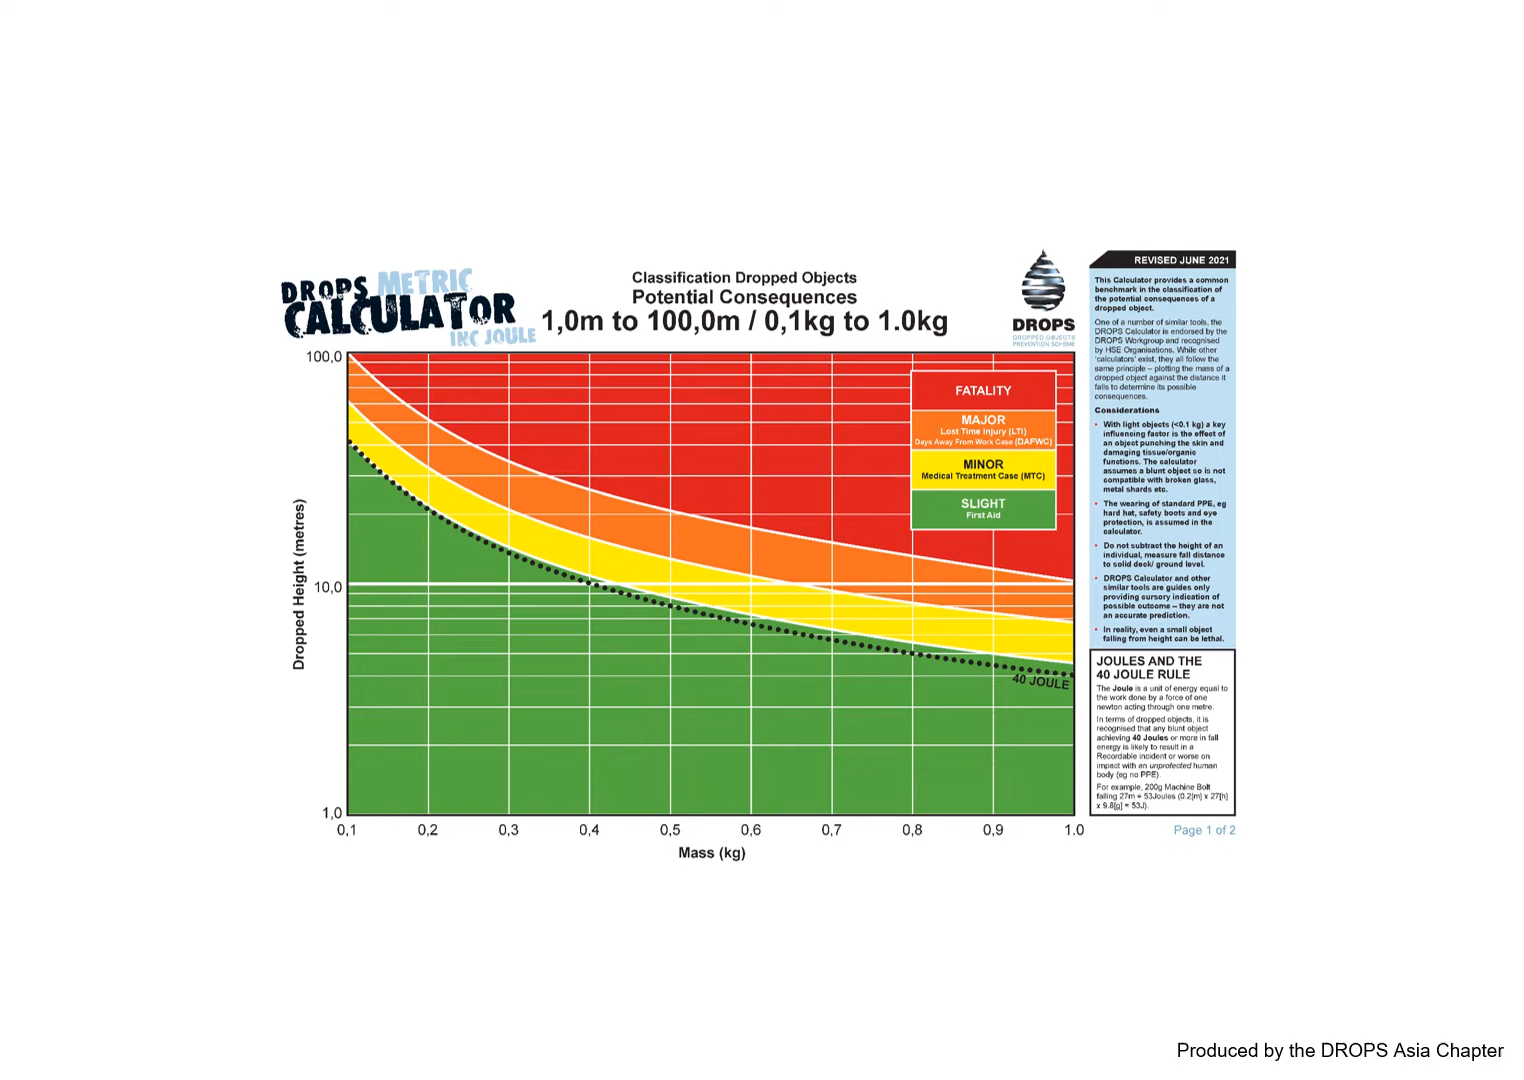 DROPS METRIC
CALCULATOR
INC JOULE
Classification Dropped Objects
Potential Consequences
1,0m to 100,0m / 0,1kg to 1.0kg
DROPS
DROPPED OBJECTS
PREVENTION SCHEME
100.0
10.0
1,0
Dropped Height (metres)
0,1
0,2
0,3
0,4
0,5
0,6
0,7
0,8
0,9
1.0
Mass (kg)
FATALITY
MAJOR
Lost Time Injury (LTI)
Days Away From Work Case (DAFWC)
MINOR
Medical Treatment Case (MTC)
SLIGHT
First Aid
40 JOULE
REVISED JUNE 2021
This Calculator provides a common
benchmark in the classification of
the potential consequences of a
dropped object.
One of a number of similar tools, the
DROPS Calculator is endorsed by the
DROPS Workgroup and recognised
by HSE Organisations. While other
'calculators' exist, they all follow the
same principle – plotting the mass of a
dropped object against the distance it
falls to determine its possible
consequences.
Considerations
• With light objects (<0.1 kg) a key
influencing factor is the effect of
an object punching the skin and
damaging tissue/organic
functions. The calculator
assumes a blunt object so is not
compatible with broken glass,
metal shards etc.
• The wearing of standard PPE, eg
hard hat, safety boots and eye
protection, is assumed in the
calculator.
• Do not subtract the height of an
individual, measure fall distance
to solid deck/ ground level.
• DROPS Calculator and other
similar tools are guides only
providing cursory indication of
possible outcome – they are not
an accurate prediction.
• In reality, even a small object
falling from height can be lethal.
JOULES AND THE
40 JOULE RULE
The Joule is a unit of energy equal to
the work done by a force of one
newton acting through one metre.
In terms of dropped objects, it is
recognised that any blunt object
achieving 40 Joules or more in fall
energy is likely to result in a
Recordable incident or worse on
impact with an unprotected human
body (eg no PPE).
For example, 200g Machine Bolt
falling 27m = 53Joules (0.2[m] x 27[h]
x 9.8[g] = 53J).
Page 1 of 2
Produced by the DROPS Asia Chapter